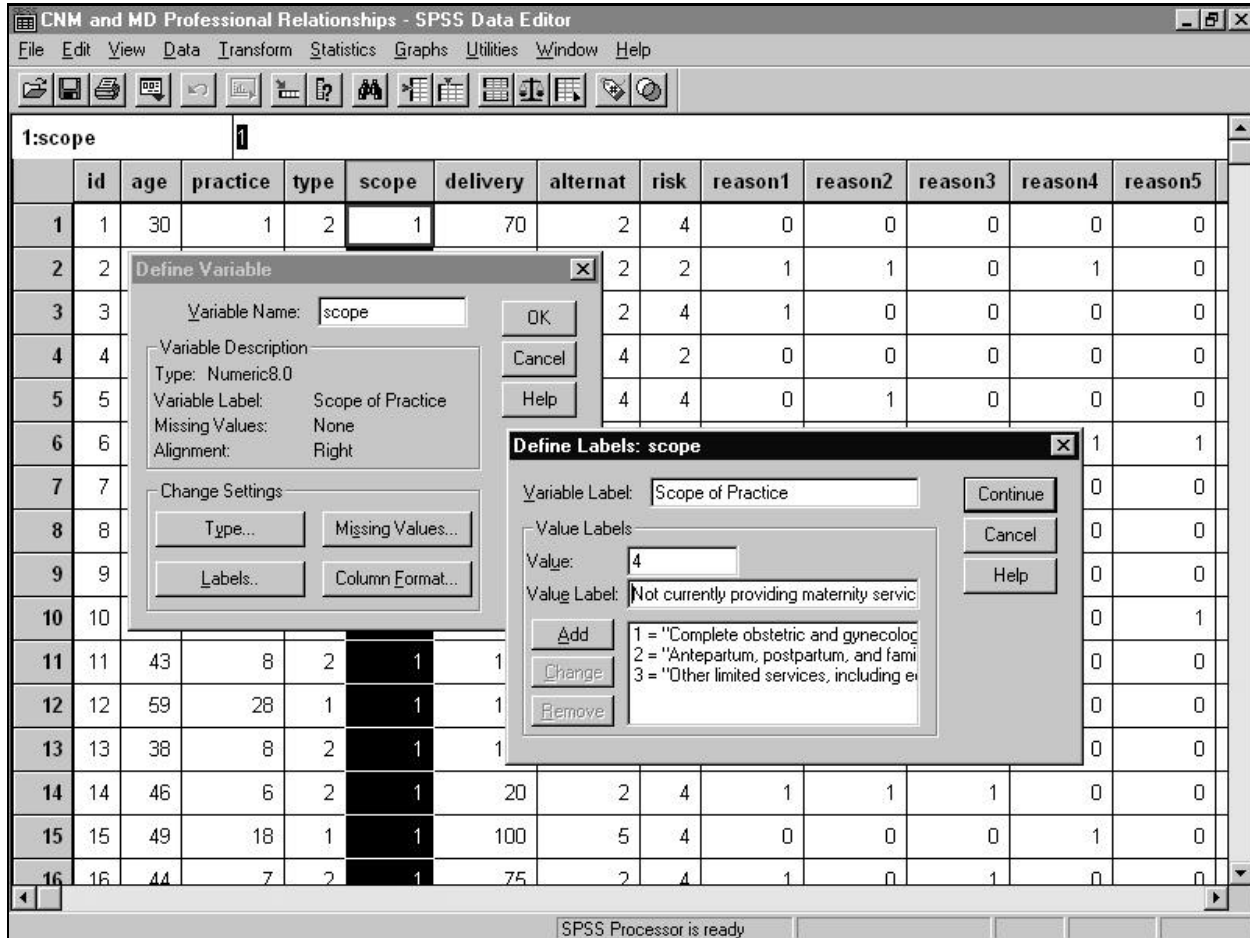 CNM and MD Professional Relationships - SPSS Data Editor
File Edit View Data Transform Statistics Graphs Utilities Window Help
1:scope 1
id age practice type scope delivery alternat risk reason1 reason2 reason3 reason4 reason5
1 1 30 1 2 1 70 2 4 0 0 0 0 0
2 2 2 2 1 1 0 1 0
3 3 2 4 1 0 0 0 0
4 4 4 2 0 0 0 0 0
5 5 4 4 0 1 0 0 0
6 6 1 1
7 7 0 0
8 8 0 0
9 9 0 0
10 10 0 1
11 11 43 8 2 1 1 0 0
12 12 59 28 1 1 1 0 0
13 13 38 8 2 1 1 0 0
14 14 46 6 2 1 20 2 4 1 1 1 0 0
15 15 49 18 1 1 100 5 4 0 0 0 1 0
16 16 44 7 2 1 75 2 4 1 0 1 0 0
Define Variable
Variable Name: scope
OK
Cancel
Help
Variable Description
Type: Numeric8.0
Variable Label: Scope of Practice
Missing Values: None
Alignment: Right
Change Settings
Type... Missing Values...
Labels.. Column Format...
Define Labels: scope
Variable Label: Scope of Practice
Continue
Cancel
Help
Value Labels
Value: 4
Value Label: Not currently providing maternity servic
Add
Change
Remove
1 = "Complete obstetric and gynecolog
2 = "Antepartum, postpartum, and fami
3 = "Other limited services, including e
SPSS Processor is ready